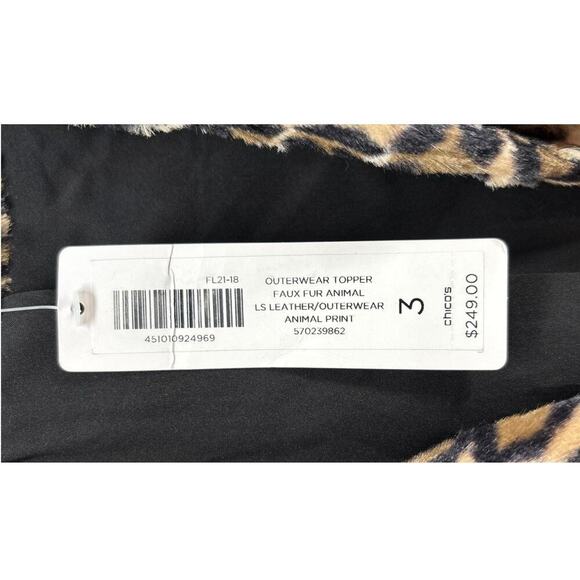 FL21-18
451010924969
OUTERWEAR TOPPER
FAUX FUR ANIMAL
LS LEATHER/OUTERWEAR
ANIMAL PRINT
570239862
3
chico's
$249.00